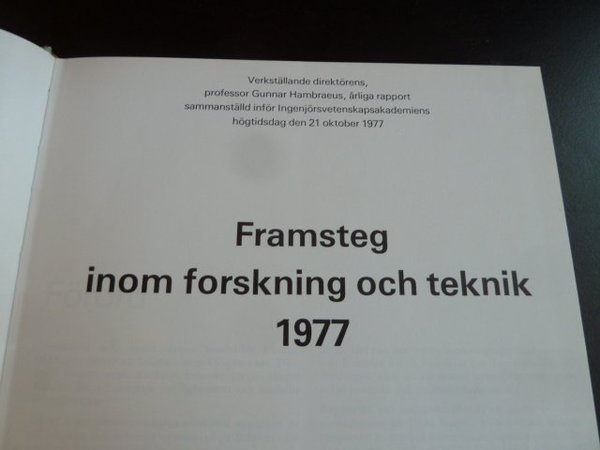 Verkställande direktörens,
professor Gunnar Hambraeus, årliga rapport
sammanställd inför Ingenjörsvetenskapsakademiens
högtidsdag den 21 oktober 1977
Framsteg
inom forskning och teknik
1977